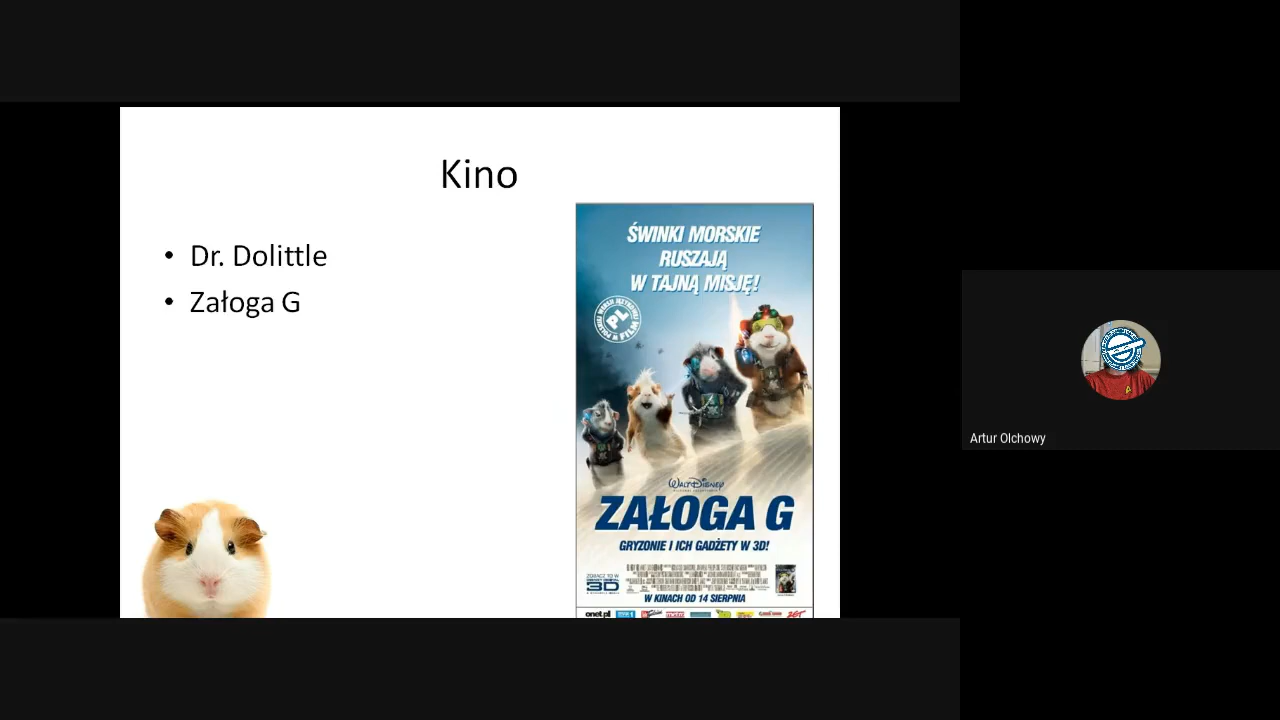 Kino
• Dr. Dolittle
• Załoga G
ŚWINKI MORSKIE
RUSZAJĄ
W TAJNĄ MISJĘ!
PL
WALT DISNEY
ZAŁOGA G
GRYZONIE I ICH GADŻETY W 3D!
3D
W KINACH OD 14 SIERPNIA
onet.pl
ZET
Artur Olchowy